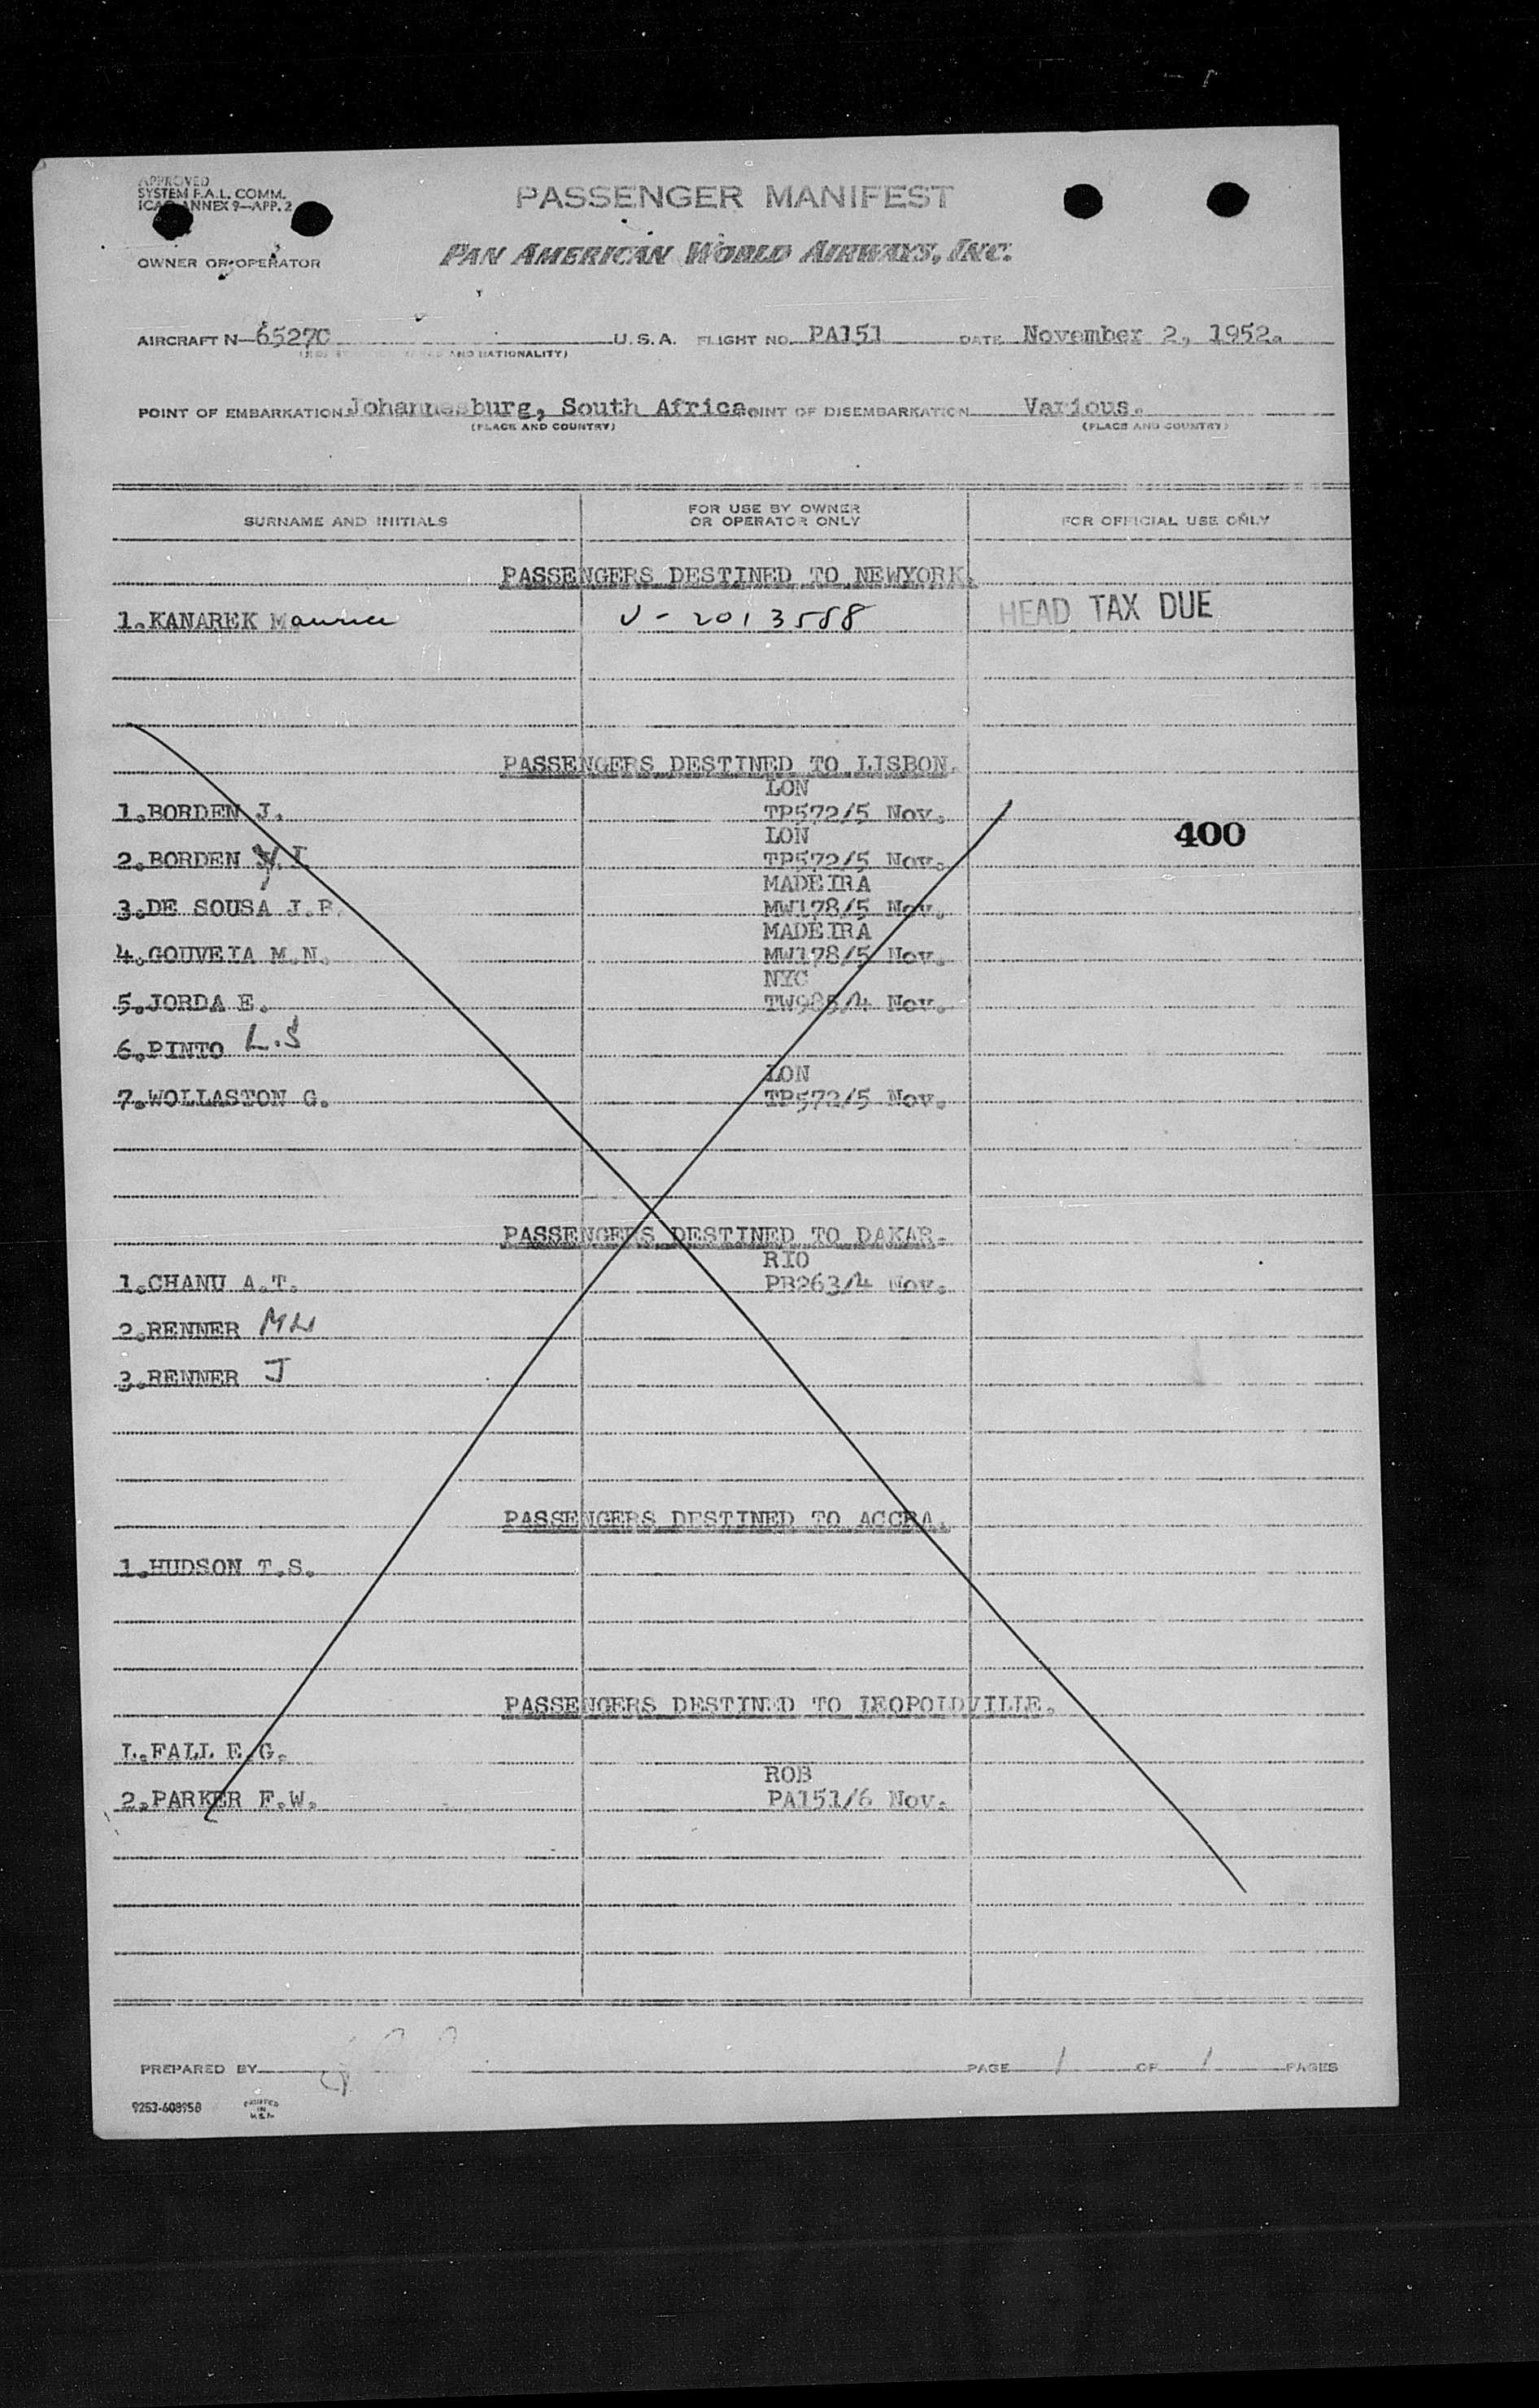 APPROVED
SYSTEM F.A.L. COMM.
ICAO ANNEX 9—APP. 2
PASSENGER MANIFEST
OWNER OR OPERATOR PAN AMERICAN WORLD AIRWAYS, INC.
AIRCRAFT N-6527C U.S.A. FLIGHT NO. PA151 DATE November 2, 1952.
AND NATIONALITY)
POINT OF EMBARKATION Johannesburg, South Africa. POINT OF DISEMBARKATION Various.
(PLACE AND COUNTRY) (PLACE AND COUNTRY)
SURNAME AND INITIALS FOR USE BY OWNER OR OPERATOR ONLY FOR OFFICIAL USE ONLY
PASSENGERS DESTINED TO NEWYORK.
1.KANAREK Maurice V-2013588 HEAD TAX DUE
PASSENGERS DESTINED TO LISBON.
LON
1.BORDEN J. TP572/5 Nov.
LON
400
2.BORDEN TP572/5 Nov.
MADEIRA
3.DE SOUSA J.B. MW178/5 Nov.
MADEIRA
4.GOUVEIA M.N. MW178/5 Nov.
NYC
5.JORDA E. TW985/4 Nov.
6.PINTO L.S
LON
7.WOLLASTON G. TP572/5 Nov.
PASSENGERS DESTINED TO DAKAR.
RIO
1.CHANU A.T. PB263/4 Nov.
2.RENNER
3.RENNER J
PASSENGERS DESTINED TO ACCRA.
1.HUDSON T.S.
PASSENGERS DESTINED TO LEOPOLDVILLE.
1.FALL E.G.
ROB
2.PARKER F.W. PA151/6 Nov.
PREPARED BY PAGE 1 OF 1 PAGES
9253-608958 PRINTED IN U.S.A.